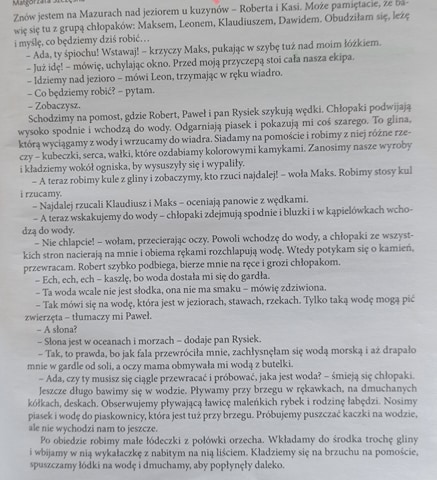 Małgorzata
Znów jestem na Mazurach nad jeziorem u kuzynów – Roberta i Kasi. Może pamiętacie, że ba-
wię się tu z grupą chłopaków: Maksem, Leonem, Klaudiuszem, Dawidem. Obudziłam się, leżę
i myślę, co będziemy dziś robić…
– Ada, ty śpiochu! Wstawaj! – krzyczy Maks, pukając w szybę tuż nad moim łóżkiem.
– Już idę! – mówię, uchylając okno. Przed moją przyczepą stoi cała nasza ekipa.
– Idziemy nad jezioro – mówi Leon, trzymając w ręku wiadro.
– Co będziemy robić? – pytam.
– Zobaczysz.
Schodzimy na pomost, gdzie Robert, Paweł i pan Rysiek szykują wędki. Chłopaki podwijają
wysoko spodnie i wchodzą do wody. Odgarniają piasek i pokazują mi coś szarego. To glina,
którą wyciągamy z wody i wrzucamy do wiadra. Siadamy na pomoście i robimy z niej różne rze-
czy – kubeczki, serca, wałki, które ozdabiamy kolorowymi kamykami. Zanosimy nasze wyroby
i kładziemy wokół ogniska, by wysuszyły się i wypaliły.
– A teraz robimy kule z gliny i zobaczymy, kto rzuci najdalej! – woła Maks. Robimy stosy kul
i rzucamy.
– Najdalej rzucali Klaudiusz i Maks – oceniają panowie z wędkami.
– A teraz wskakujemy do wody – chłopaki zdejmują spodnie i bluzki i w kąpielówkach wcho-
dzą do wody.
– Nie chlapcie! – wołam, przecierając oczy. Powoli wchodzę do wody, a chłopaki ze wszyst-
kich stron nacierają na mnie i obiema rękami rozchlapują wodę. Wtedy potykam się o kamień,
przewracam. Robert szybko podbiega, bierze mnie na ręce i grozi chłopakom.
– Ech, ech, ech – kaszlę, bo woda dostała mi się do gardła.
– Ta woda wcale nie jest słodka, ona nie ma smaku – mówię zdziwiona.
– Tak mówi się na wodę, która jest w jeziorach, stawach, rzekach. Tylko taką wodę mogą pić
zwierzęta – tłumaczy mi Paweł.
– A słona?
– Słona jest w oceanach i morzach – dodaje pan Rysiek.
– Tak, to prawda, bo jak fala przewróciła mnie, zachłysnęłam się wodą morską i aż drapało
mnie w gardle od soli, a oczy mama obmywała mi wodą z butelki.
– Ada, czy ty musisz się ciągle przewracać i próbować, jaka jest woda? – śmieją się chłopaki.
Jeszcze długo bawimy się w wodzie. Pływamy przy brzegu w rękawkach, na dmuchanych
kółkach, deskach. Obserwujemy pływającą ławicę maleńkich rybek i rodzinę łabędzi. Nosimy
piasek i wodę do piaskownicy, która jest tuż przy brzegu. Próbujemy puszczać kaczki na wodzie,
ale nie wychodzi nam to jeszcze.
Po obiedzie robimy małe łódeczki z połówki orzecha. Wkładamy do środka trochę gliny
i wbijamy w nią wykałaczkę z nabitym na nią liściem. Kładziemy się na brzuchu na pomoście,
spuszczamy łódki na wodę i dmuchamy, aby popłynęły daleko.